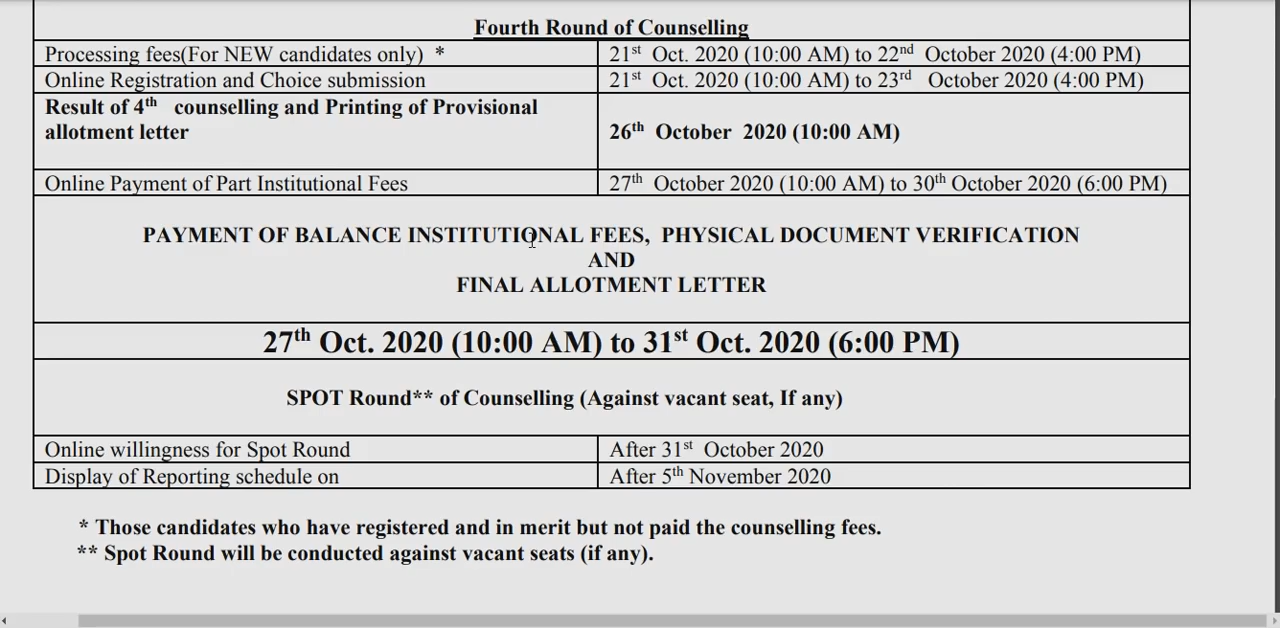 Fourth Round of Counselling
Processing fees(For NEW candidates only) * 21st Oct. 2020 (10:00 AM) to 22nd October 2020 (4:00 PM)
Online Registration and Choice submission 21st Oct. 2020 (10:00 AM) to 23rd October 2020 (4:00 PM)
Result of 4th counselling and Printing of Provisional
allotment letter
26th October 2020 (10:00 AM)
Online Payment of Part Institutional Fees 27th October 2020 (10:00 AM) to 30th October 2020 (6:00 PM)
PAYMENT OF BALANCE INSTITUTIONAL FEES, PHYSICAL DOCUMENT VERIFICATION
AND
FINAL ALLOTMENT LETTER
27th Oct. 2020 (10:00 AM) to 31st Oct. 2020 (6:00 PM)
SPOT Round** of Counselling (Against vacant seat, If any)
Online willingness for Spot Round After 31st October 2020
Display of Reporting schedule on After 5th November 2020
* Those candidates who have registered and in merit but not paid the counselling fees.
** Spot Round will be conducted against vacant seats (if any).